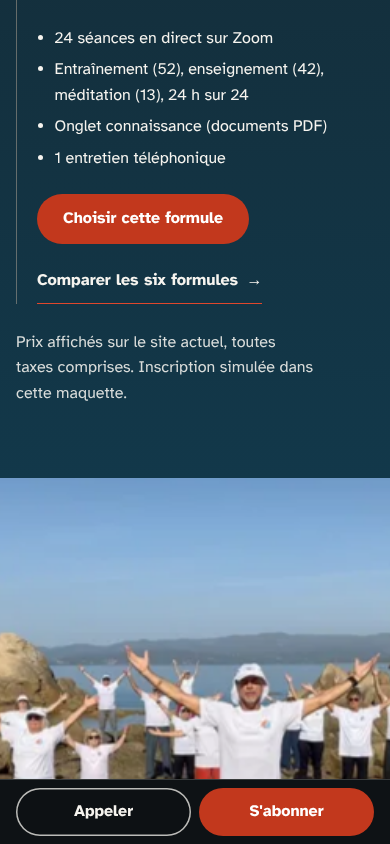 24 séances en direct sur Zoom
Entraînement (52), enseignement (42),
méditation (13), 24 h sur 24
Onglet connaissance (documents PDF)
1 entretien téléphonique
Choisir cette formule
Comparer les six formules →
Prix affichés sur le site actuel, toutes
taxes comprises. Inscription simulée dans
cette maquette.
Appeler
S'abonner